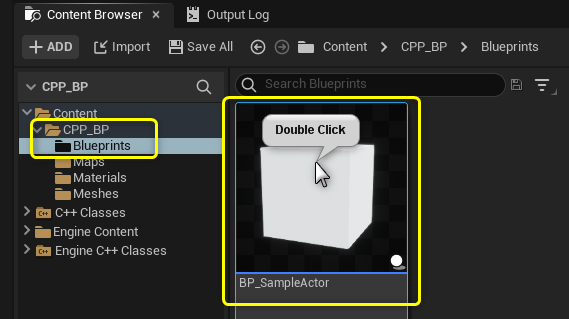 Content Browser
Output Log
ADD
Import
Save All
Content
CPP_BP
Blueprints
CPP_BP
Search Blueprints
Content
CPP_BP
Blueprints
Maps
Materials
Meshes
C++ Classes
Engine Content
Engine C++ Classes
Double Click
BP_SampleActor